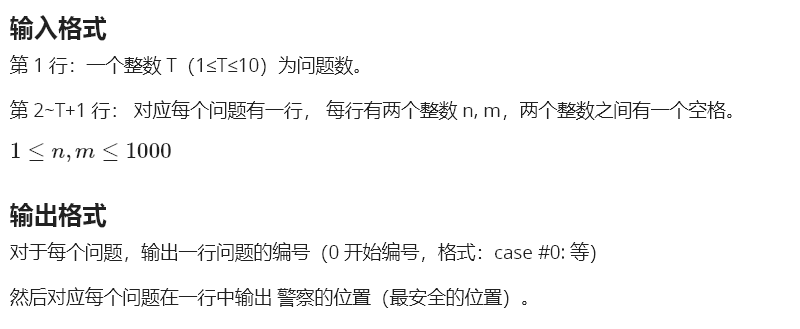 输入格式
第 1 行：一个整数 T（1≤T≤10）为问题数。
第 2~T+1 行： 对应每个问题有一行， 每行有两个整数 n, m，两个整数之间有一个空格。
1 ≤ n, m ≤ 1000
输出格式
对于每个问题，输出一行问题的编号（0 开始编号，格式：case #0: 等）
然后对应每个问题在一行中输出 警察的位置（最安全的位置）。